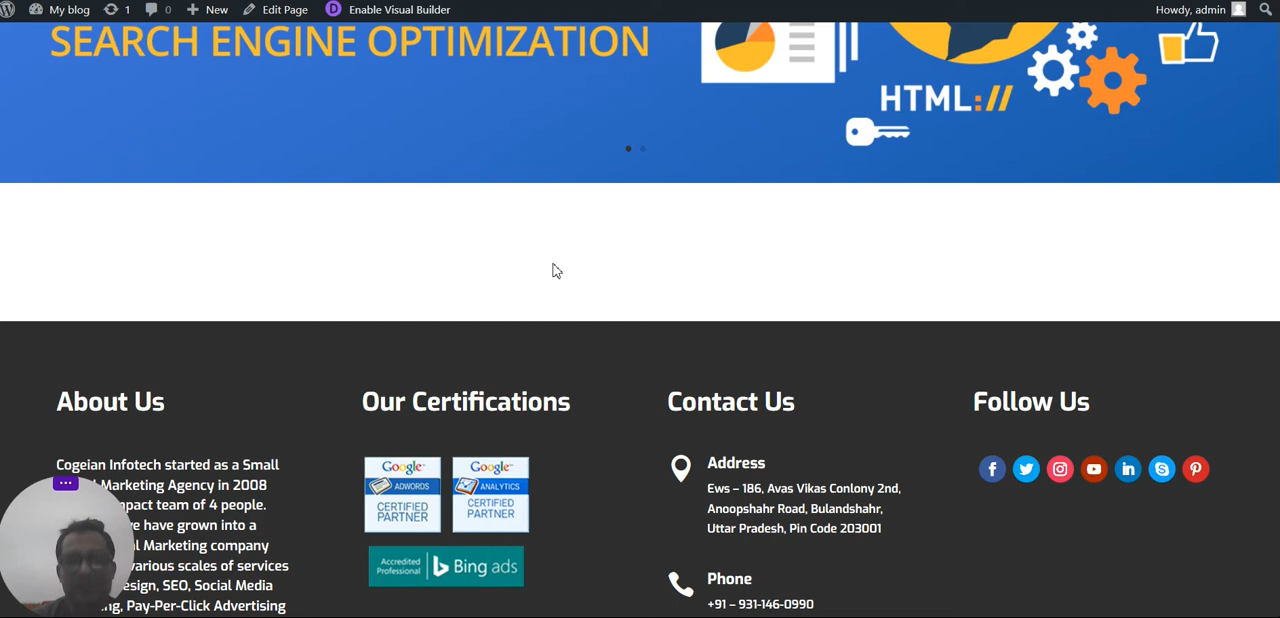 My blog 1 0 New Edit Page Enable Visual Builder Howdy, admin
SEARCH ENGINE OPTIMIZATION
HTML://
About Us
Cogeian Infotech started as a Small
Marketing Agency in 2008
of 4 people.
have grown into a
Marketing company
various scales of services
SEO, Social Media
Pay-Per-Click Advertising
Our Certifications
Google
ADWORDS
CERTIFIED
PARTNER
Google
ANALYTICS
CERTIFIED
PARTNER
Accredited
Professional
Bing ads
Contact Us
Address
Ews – 186, Avas Vikas Conlony 2nd,
Anoopshahr Road, Bulandshahr,
Uttar Pradesh, Pin Code 203001
Phone
+91 – 931-146-0990
Follow Us